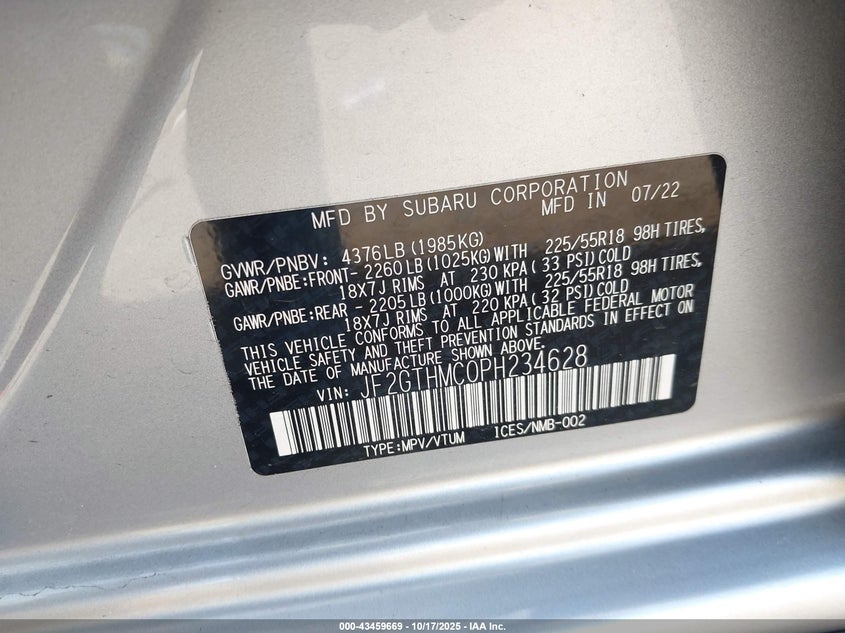 MFD BY SUBARU CORPORATION
MFD IN 07/22
GVWR/PNBV: 4376LB(1985KG)
GAWR/PNBE:FRONT- 2260LB(1025KG)WITH 225/55R18 98H TIRES,
18X7J RIMS AT 230 KPA( 33 PSI)COLD
GAWR/PNBE:REAR - 2205LB(1000KG)WITH 225/55R18 98H TIRES,
18X7J RIMS AT 220 KPA( 32 PSI)COLD
THIS VEHICLE CONFORMS TO ALL APPLICABLE FEDERAL MOTOR
VEHICLE SAFETY AND THEFT PREVENTION STANDARDS IN EFFECT ON
THE DATE OF MANUFACTURE SHOWN ABOVE.
VIN: JF2GTHMC0PH234628
TYPE:MPV/VTUM ICES/NMB-002
000-43459669 - 10/17/2025 - IAA Inc.